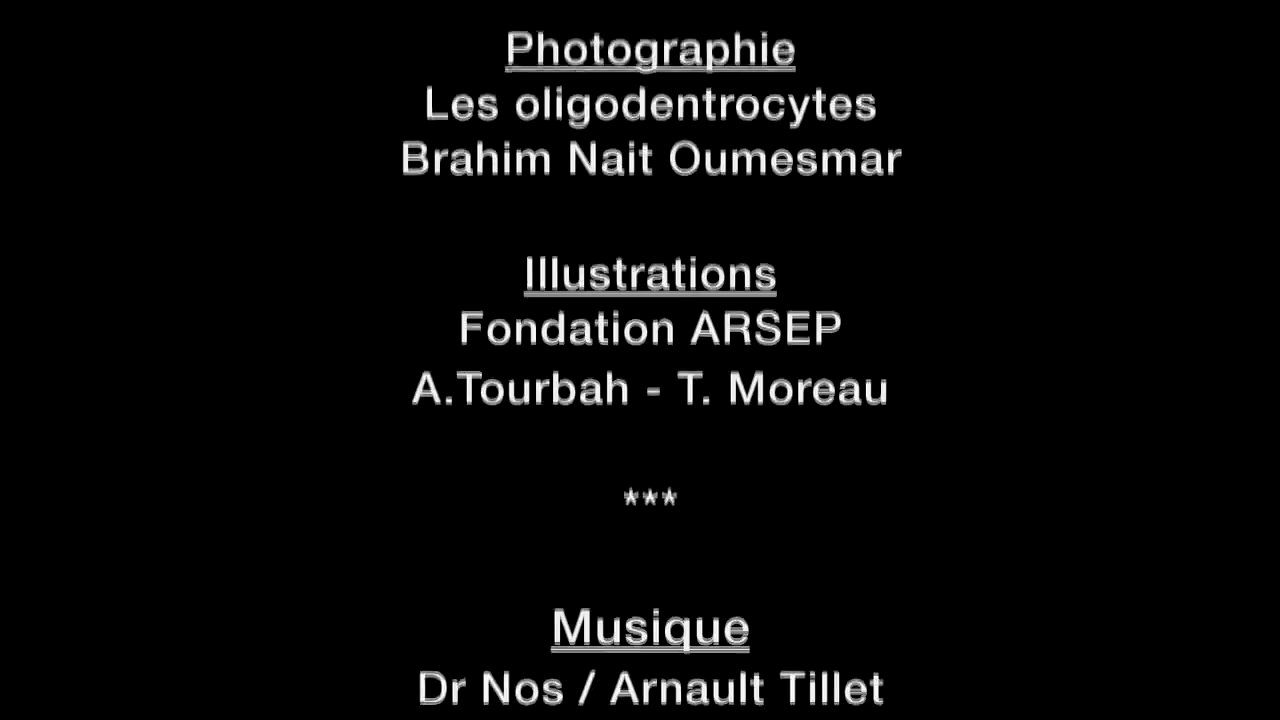 Photographie
Les oligodentrocytes
Brahim Nait Oumesmar
Illustrations
Fondation ARSEP
A.Tourbah - T. Moreau
***
Musique
Dr Nos / Arnault Tillet